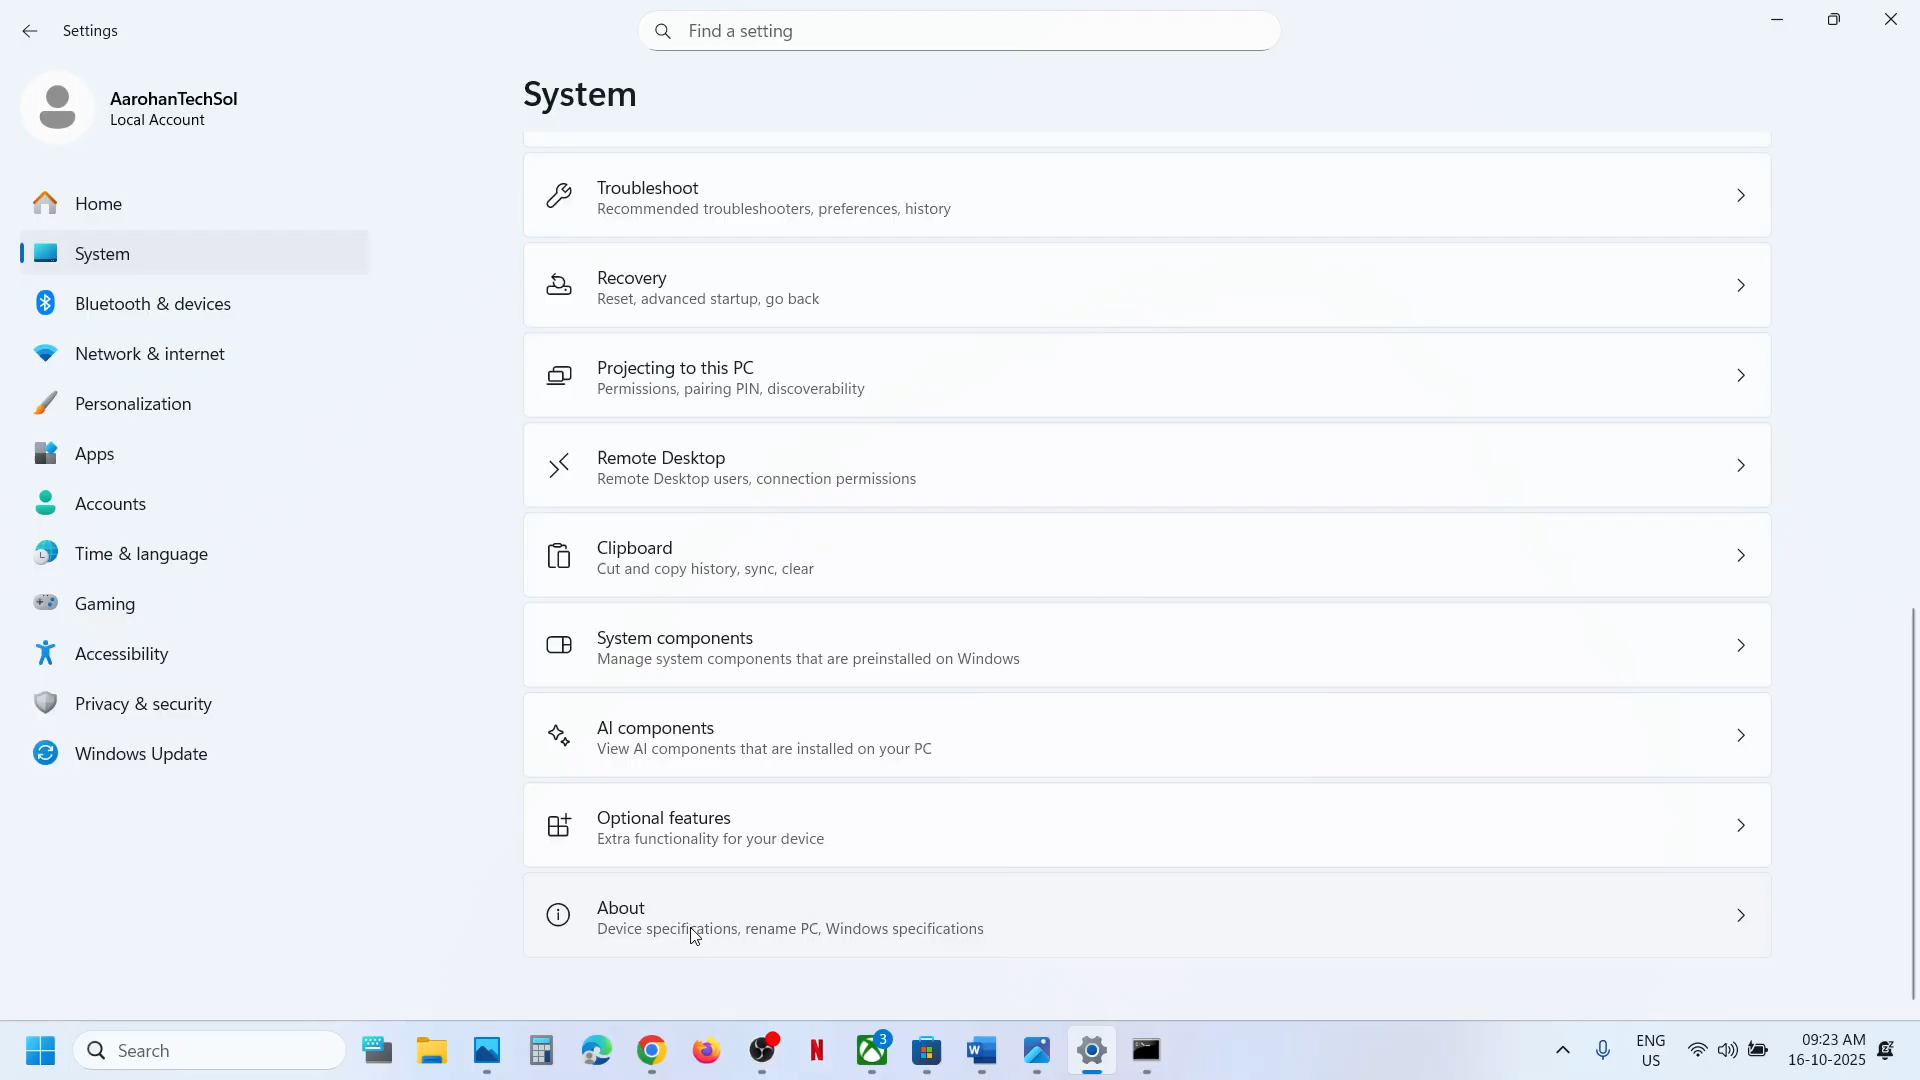 Settings
Find a setting
AarohanTechSol
Local Account
Home
System
Bluetooth & devices
Network & internet
Personalization
Apps
Accounts
Time & language
Gaming
Accessibility
Privacy & security
Windows Update
System
Troubleshoot
Recommended troubleshooters, preferences, history
Recovery
Reset, advanced startup, go back
Projecting to this PC
Permissions, pairing PIN, discoverability
Remote Desktop
Remote Desktop users, connection permissions
Clipboard
Cut and copy history, sync, clear
System components
Manage system components that are preinstalled on Windows
AI components
View AI components that are installed on your PC
Optional features
Extra functionality for your device
About
Device specifications, rename PC, Windows specifications
Search
3
ENG
US
09:23 AM
16-10-2025